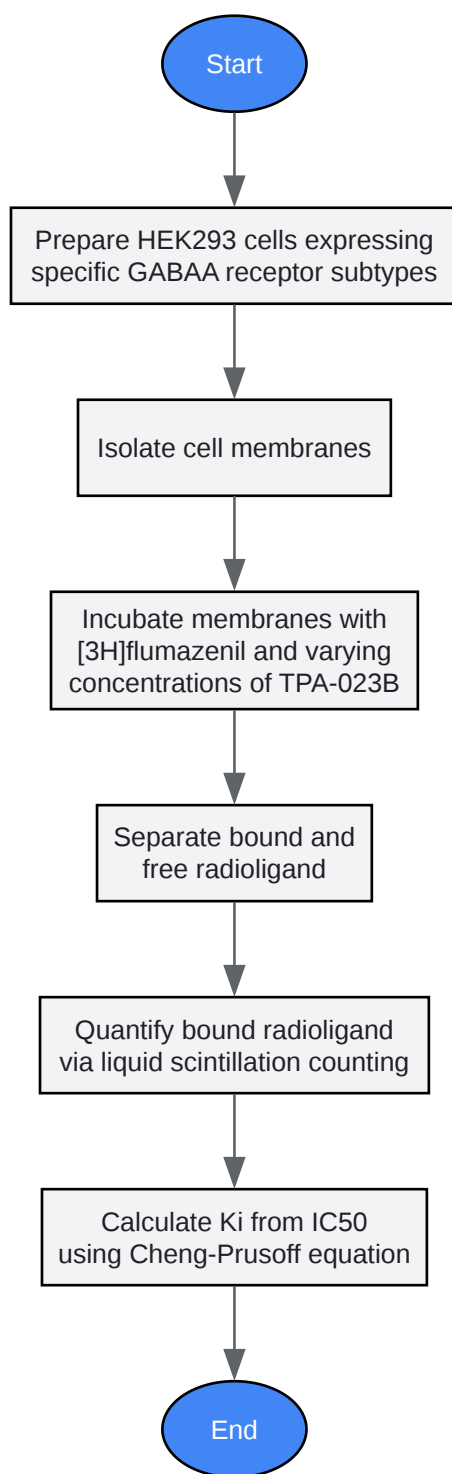 Start
Prepare HEK293 cells expressing
specific GABAA receptor subtypes
Isolate cell membranes
Incubate membranes with
[3H]flumazenil and varying
concentrations of TPA-023B
Separate bound and
free radioligand
Quantify bound radioligand
via liquid scintillation counting
Calculate Ki from IC50
using Cheng-Prusoff equation
End